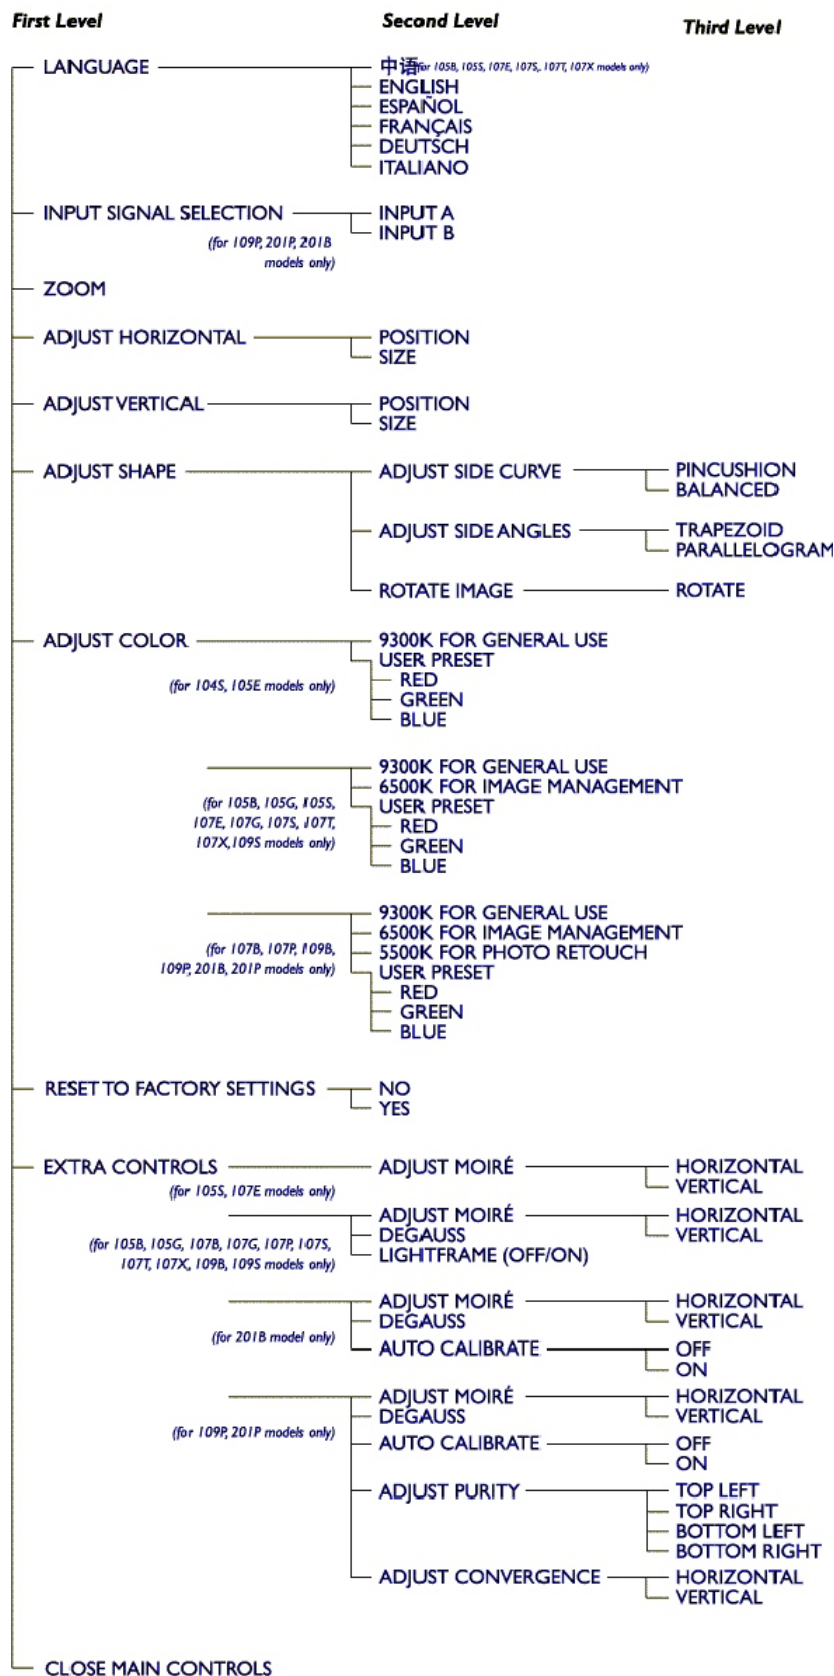 First Level Second Level Third Level
LANGUAGE 中语 (for 105B, 105S, 107E, 107S, 107T, 107X models only)
ENGLISH
ESPAÑOL
FRANÇAIS
DEUTSCH
ITALIANO
INPUT SIGNAL SELECTION INPUT A
INPUT B
(for 109P, 201P, 201B
models only)
ZOOM
ADJUST HORIZONTAL POSITION
SIZE
ADJUST VERTICAL POSITION
SIZE
ADJUST SHAPE ADJUST SIDE CURVE PINCUSHION
BALANCED
ADJUST SIDE ANGLES TRAPEZOID
PARALLELOGRAM
ROTATE IMAGE ROTATE
ADJUST COLOR 9300K FOR GENERAL USE
USER PRESET
(for 104S, 105E models only) RED
GREEN
BLUE
9300K FOR GENERAL USE
6500K FOR IMAGE MANAGEMENT
(for 105B, 105G, 105S, USER PRESET
107E, 107G, 107S, 107T, RED
107X, 109S models only) GREEN
BLUE
9300K FOR GENERAL USE
6500K FOR IMAGE MANAGEMENT
(for 107B, 107P, 109B, 5500K FOR PHOTO RETOUCH
109P, 201B, 201P models only) USER PRESET
RED
GREEN
BLUE
RESET TO FACTORY SETTINGS NO
YES
EXTRA CONTROLS ADJUST MOIRÉ HORIZONTAL
(for 105S, 107E models only) VERTICAL
ADJUST MOIRÉ HORIZONTAL
DEGAUSS VERTICAL
(for 105B, 105G, 107B, 107G, 107P, 107S, LIGHTFRAME (OFF/ON)
107T, 107X, 109B, 109S models only)
ADJUST MOIRÉ HORIZONTAL
DEGAUSS VERTICAL
(for 201B model only)
AUTO CALIBRATE OFF
ON
ADJUST MOIRÉ HORIZONTAL
DEGAUSS VERTICAL
(for 109P, 201P models only)
AUTO CALIBRATE OFF
ON
ADJUST PURITY TOP LEFT
TOP RIGHT
BOTTOM LEFT
BOTTOM RIGHT
ADJUST CONVERGENCE HORIZONTAL
VERTICAL
CLOSE MAIN CONTROLS